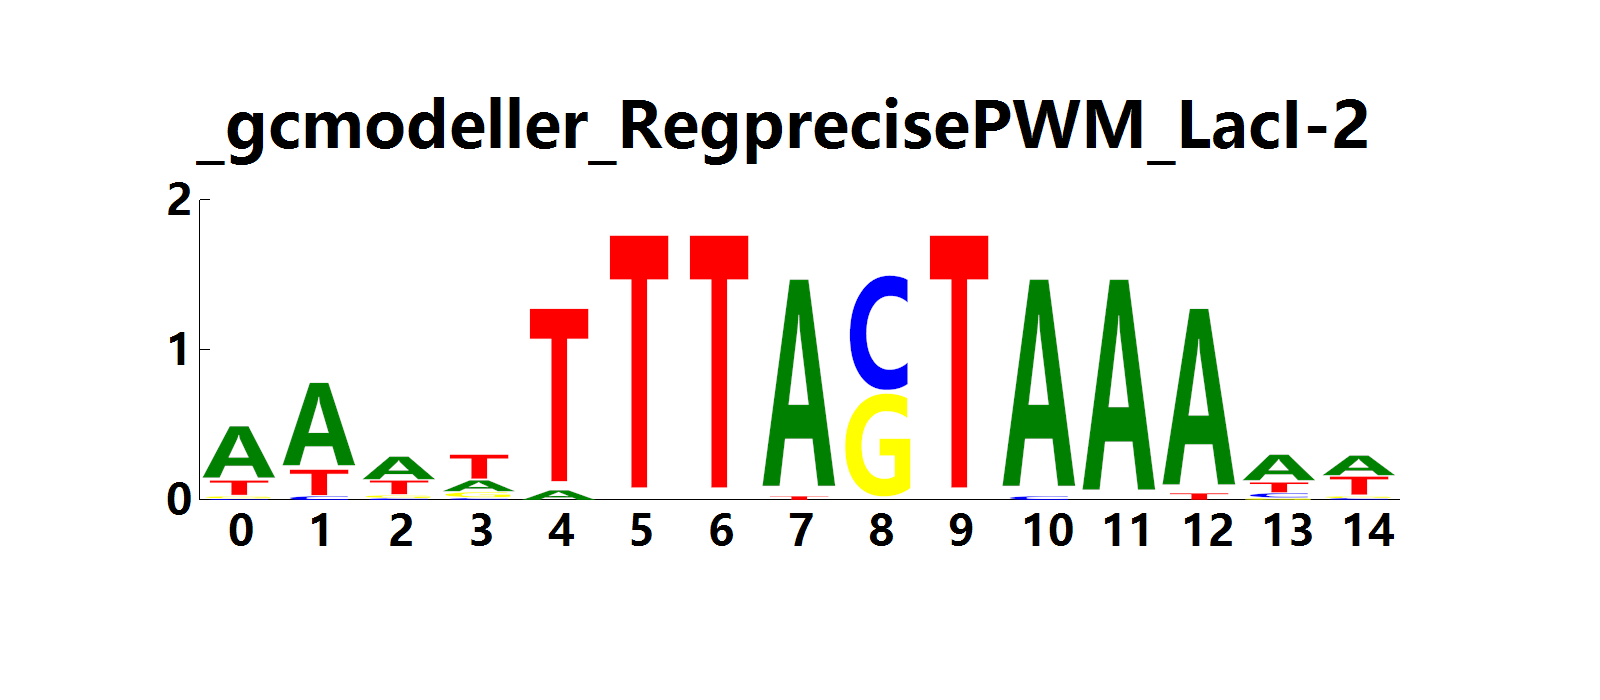 _gcmodeller_RegprecisePWM_LacI-2
2
1
0
A A A T T T T A C T A A A A A
T T T A A T G C T T T
C C G C C
0 1 2 3 4 5 6 7 8 9 10 11 12 13 14